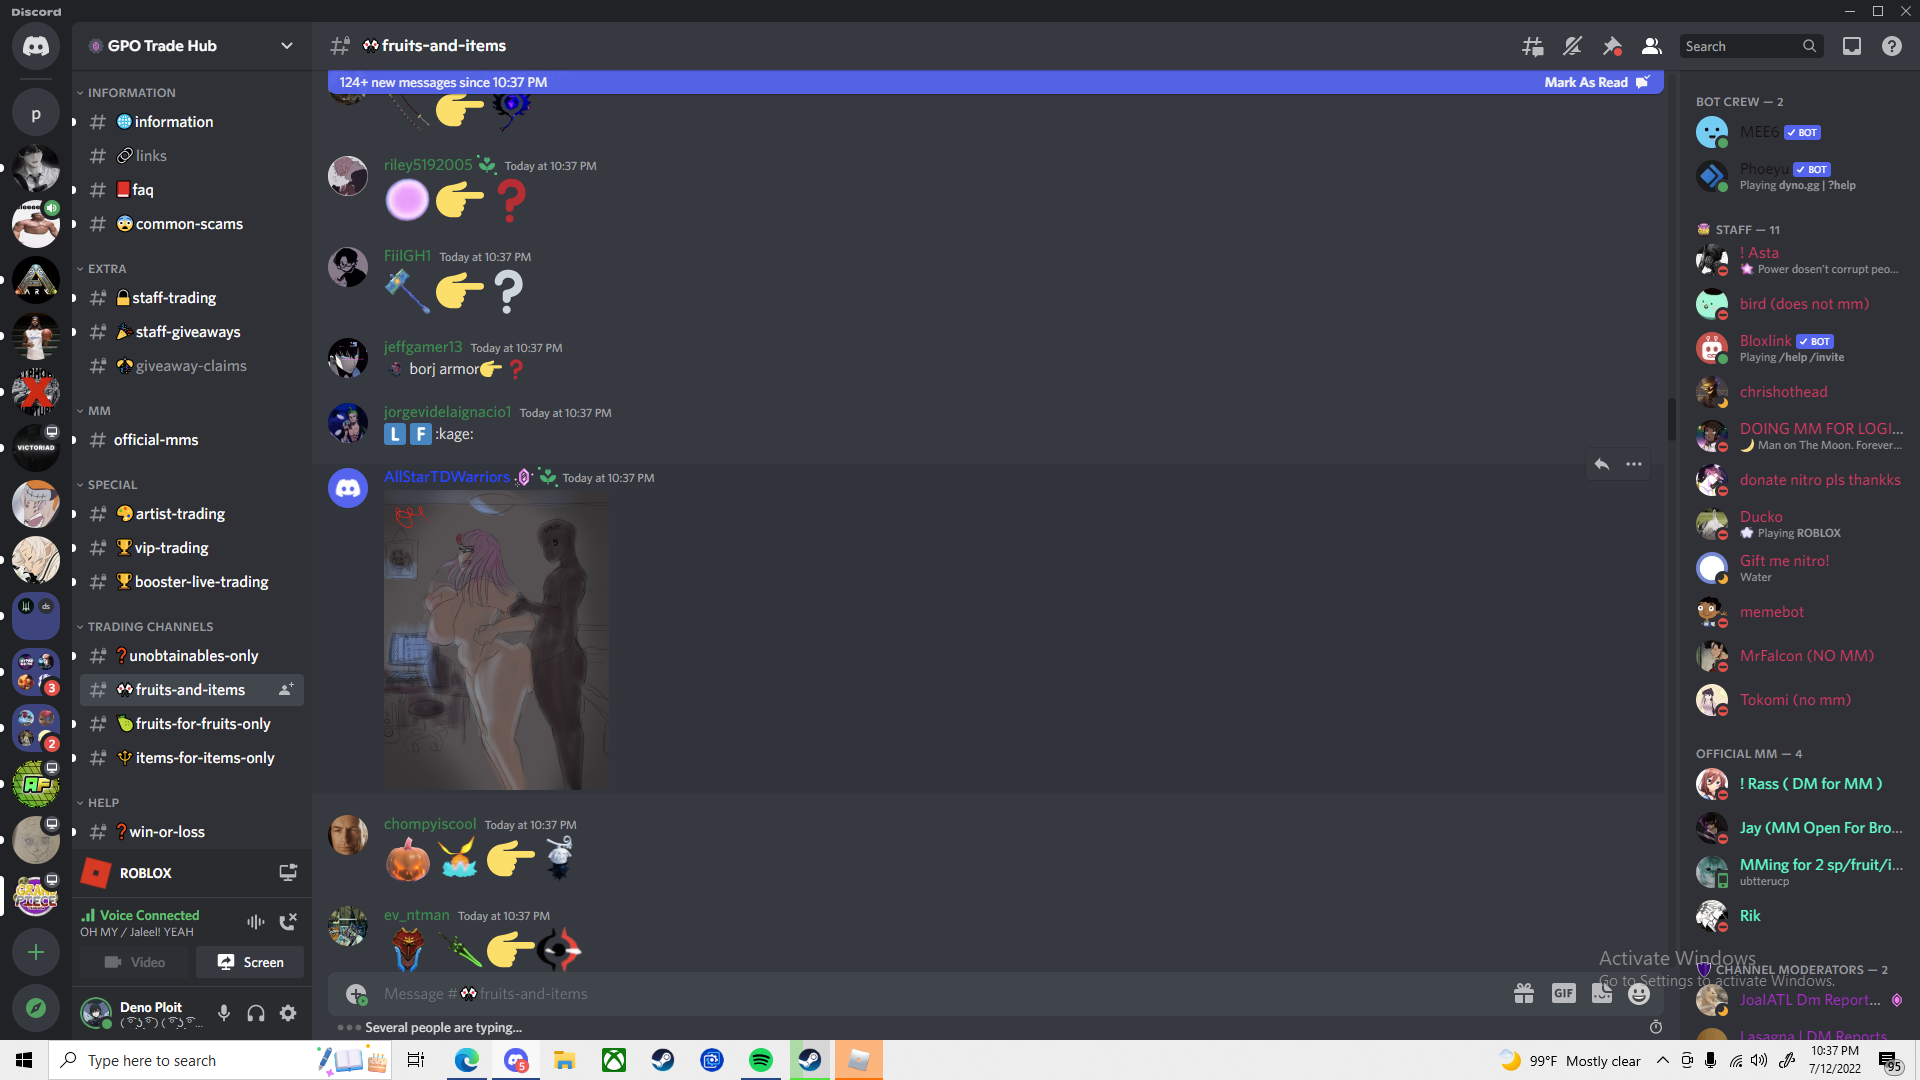 Discord
GPO Trade Hub
INFORMATION
information
links
faq
common-scams
EXTRA
staff-trading
staff-giveaways
giveaway-claims
MM
official-mms
SPECIAL
artist-trading
vip-trading
booster-live-trading
TRADING CHANNELS
unobtainables-only
fruits-and-items
fruits-for-fruits-only
items-for-items-only
HELP
win-or-loss
ROBLOX
Voice Connected
OH MY / Jaleel! YEAH
Video
Screen
Deno Ploit
fruits-and-items
Search
124+ new messages since 10:37 PM
Mark As Read
riley5192005 Today at 10:37 PM
FiilGH1 Today at 10:37 PM
jeffgamer13 Today at 10:37 PM
borj armor
jorgevidelaignacio1 Today at 10:37 PM
L F :kage:
AllStarTDWarriors Today at 10:37 PM
chompyiscool Today at 10:37 PM
ev_ntman Today at 10:37 PM
Message # fruits-and-items
GIF
Several people are typing...
BOT CREW — 2
MEE6 ✓ BOT
Phoeyu ✓ BOT
Playing dyno.gg | ?help
STAFF — 11
! Asta
Power dosen't corrupt peo...
bird (does not mm)
Bloxlink ✓ BOT
Playing /help /invite
chrishothead
DOING MM FOR LOGI...
Man on The Moon. Forever...
donate nitro pls thankks
Ducko
Playing ROBLOX
Gift me nitro!
Water
memebot
MrFalcon (NO MM)
Tokomi (no mm)
OFFICIAL MM — 4
! Rass ( DM for MM )
Jay (MM Open For Bro...
MMing for 2 sp/fruit/i...
ubtterucp
Rik
Activate Windows
Go to Settings to activate Windows.
CHANNEL MODERATORS — 2
JoalATL Dm Report...
Lasagna | DM Reports
p
ARK
VICTORIAD
ds
3
2
AF
GRAND PIECE
Type here to search
5
99°F Mostly clear
10:37 PM
7/12/2022
95